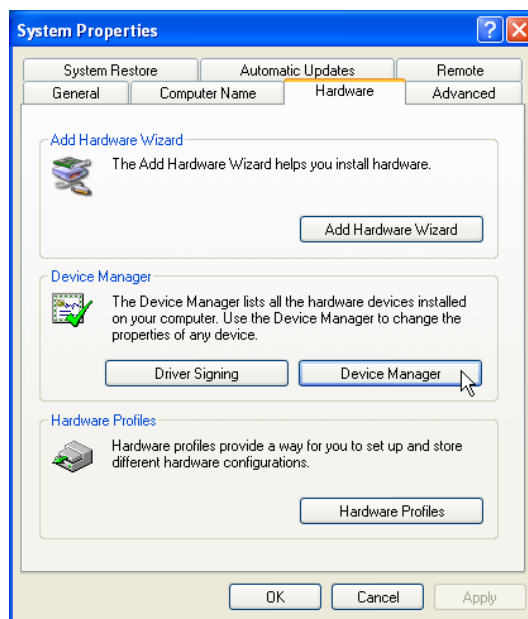 System Properties
System Restore Automatic Updates Remote
General Computer Name Hardware Advanced
Add Hardware Wizard
The Add Hardware Wizard helps you install hardware.
Add Hardware Wizard
Device Manager
The Device Manager lists all the hardware devices installed
on your computer. Use the Device Manager to change the
properties of any device.
Driver Signing Device Manager
Hardware Profiles
Hardware profiles provide a way for you to set up and store
different hardware configurations.
Hardware Profiles
OK Cancel Apply